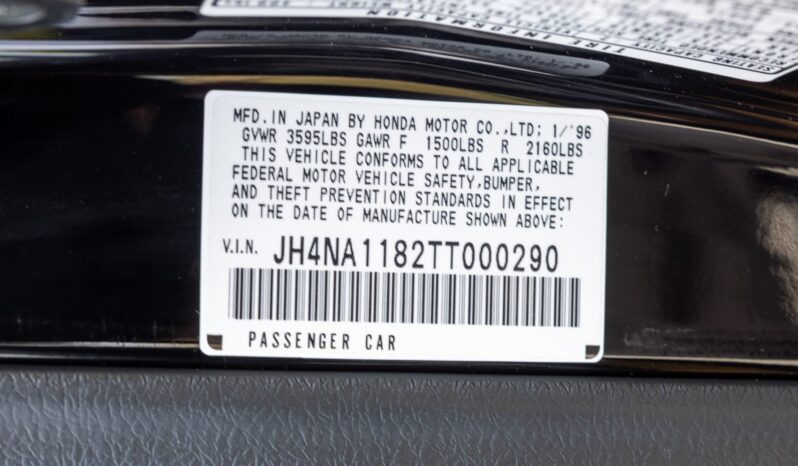 TIRE INFORMATION
MFD. IN JAPAN BY HONDA MOTOR CO.,LTD; 1/'96
GVWR 3595LBS GAWR F 1500LBS R 2160LBS
THIS VEHICLE CONFORMS TO ALL APPLICABLE
FEDERAL MOTOR VEHICLE SAFETY,BUMPER,
AND THEFT PREVENTION STANDARDS IN EFFECT
ON THE DATE OF MANUFACTURE SHOWN ABOVE:
V.I.N. JH4NA1182TT000290
PASSENGER CAR